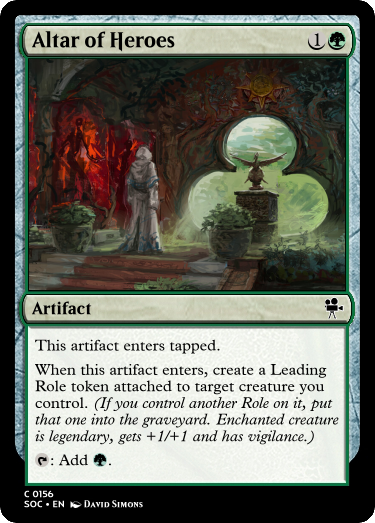 Altar of Heroes 1
Artifact
This artifact enters tapped.
When this artifact enters, create a Leading
Role token attached to target creature you
control. (If you control another Role on it, put
that one into the graveyard. Enchanted creature
is legendary, gets +1/+1 and has vigilance.)
: Add .
C 0156
SOC • EN DAVID SIMONS